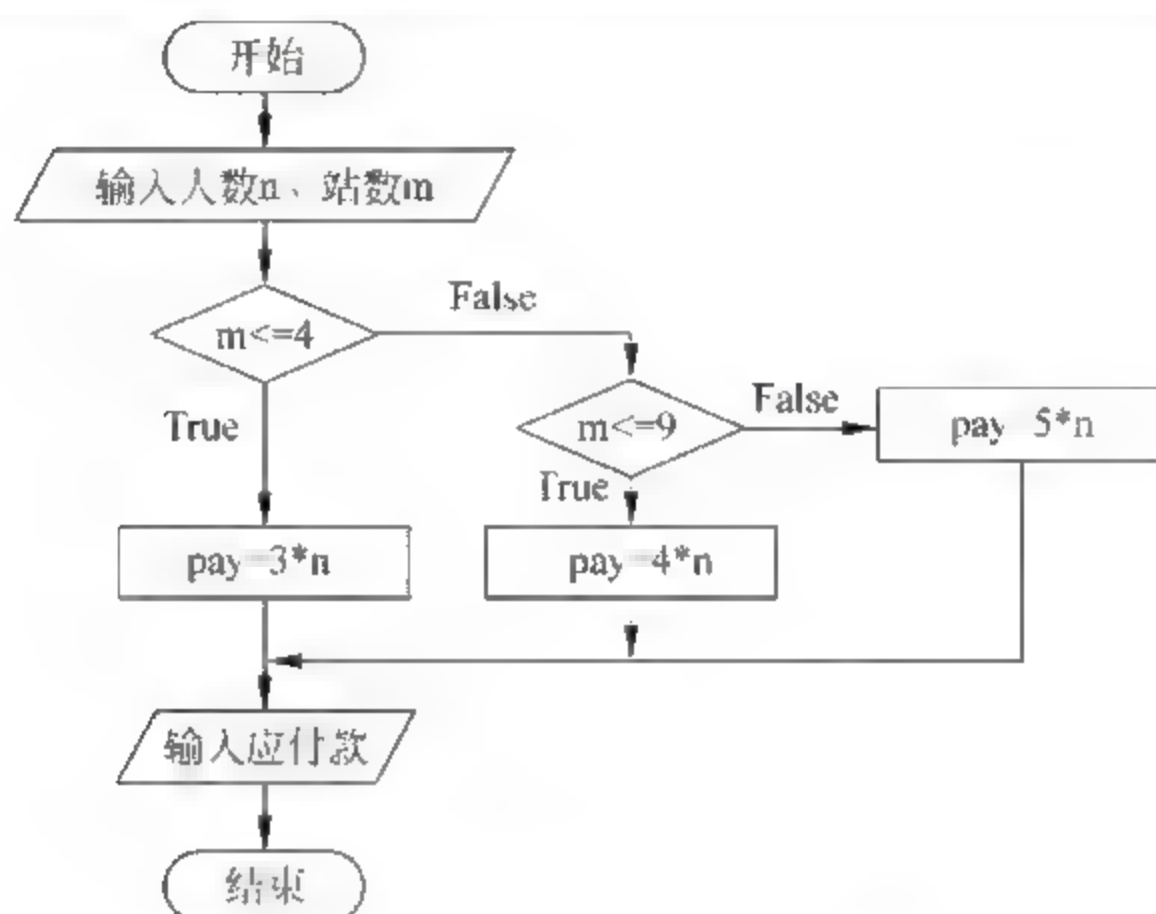 开始
输入人数n、站数m
m<=4
False
True
m<=9
False
pay=5*n
True
pay=3*n
pay=4*n
输入应付款
结束